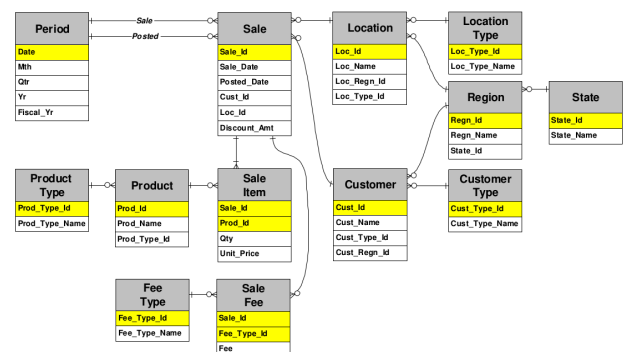 Period
Date
Mth
Qtr
Yr
Fiscal_Yr
Sale
Posted
Sale
Sale_Id
Sale_Date
Posted_Date
Cust_Id
Loc_Id
Discount_Amt
Location
Loc_Id
Loc_Name
Loc_Regn_Id
Loc_Type_Id
Location
Type
Loc_Type_Id
Loc_Type_Name
Region
Regn_Id
Regn_Name
State_Id
State
State_Id
State_Name
Product
Type
Prod_Type_Id
Prod_Type_Name
Product
Prod_Id
Prod_Name
Prod_Type_Id
Sale
Item
Sale_Id
Prod_Id
Qty
Unit_Price
Customer
Cust_Id
Cust_Name
Cust_Type_Id
Cust_Regn_Id
Customer
Type
Cust_Type_Id
Cust_Type_Name
Fee
Type
Fee_Type_Id
Fee_Type_Name
Sale
Fee
Sale_Id
Fee_Type_Id
Fee